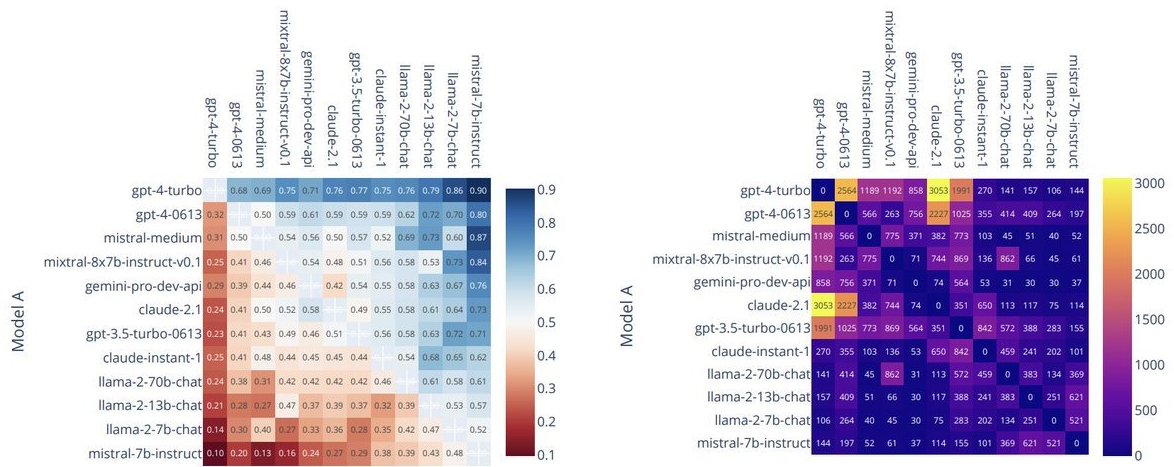 gpt-4-turbo
gpt-4-0613
mistral-medium
mixtral-8x7b-instruct-v0.1
gemini-pro-dev-api
claude-2.1
gpt-3.5-turbo-0613
claude-instant-1
llama-2-70b-chat
llama-2-13b-chat
llama-2-7b-chat
mistral-7b-instruct
Model A
gpt-4-turbo 0.68 0.69 0.75 0.71 0.76 0.77 0.75 0.76 0.79 0.86 0.90
gpt-4-0613 0.32 0.50 0.59 0.61 0.59 0.59 0.59 0.62 0.72 0.70 0.80
mistral-medium 0.31 0.50 0.54 0.56 0.50 0.57 0.52 0.69 0.73 0.60 0.87
mixtral-8x7b-instruct-v0.1 0.25 0.41 0.46 0.54 0.48 0.51 0.56 0.58 0.53 0.73 0.84
gemini-pro-dev-api 0.29 0.39 0.44 0.46 0.42 0.54 0.55 0.58 0.63 0.67 0.76
claude-2.1 0.24 0.41 0.50 0.52 0.58 0.49 0.55 0.58 0.61 0.64 0.73
gpt-3.5-turbo-0613 0.23 0.41 0.43 0.49 0.46 0.51 0.56 0.58 0.63 0.72 0.71
claude-instant-1 0.25 0.41 0.48 0.44 0.45 0.45 0.44 0.54 0.68 0.65 0.62
llama-2-70b-chat 0.24 0.38 0.31 0.42 0.42 0.42 0.42 0.46 0.61 0.58 0.61
llama-2-13b-chat 0.21 0.28 0.27 0.47 0.37 0.39 0.37 0.32 0.39 0.53 0.57
llama-2-7b-chat 0.14 0.30 0.40 0.27 0.33 0.36 0.28 0.35 0.42 0.47 0.52
mistral-7b-instruct 0.10 0.20 0.13 0.16 0.24 0.27 0.29 0.38 0.39 0.43 0.48
0.9
0.8
0.7
0.6
0.5
0.4
0.3
0.2
0.1
gpt-4-turbo
gpt-4-0613
mistral-medium
mixtral-8x7b-instruct-v0.1
gemini-pro-dev-api
claude-2.1
gpt-3.5-turbo-0613
claude-instant-1
llama-2-70b-chat
llama-2-13b-chat
llama-2-7b-chat
mistral-7b-instruct
Model A
gpt-4-turbo 0 2564 1189 1192 858 3053 1991 270 141 157 106 144
gpt-4-0613 2564 0 566 263 756 2227 1025 355 414 409 264 197
mistral-medium 1189 566 0 775 371 382 773 103 45 51 40 52
mixtral-8x7b-instruct-v0.1 1192 263 775 0 71 744 869 136 862 66 45 61
gemini-pro-dev-api 858 756 371 71 0 74 564 53 31 30 30 37
claude-2.1 3053 2227 382 744 74 0 351 650 113 117 75 114
gpt-3.5-turbo-0613 1991 1025 773 869 564 351 0 842 572 388 283 155
claude-instant-1 270 355 103 136 53 650 842 0 459 241 202 101
llama-2-70b-chat 141 414 45 862 31 113 572 459 0 383 134 369
llama-2-13b-chat 157 409 51 66 30 117 388 241 383 0 251 621
llama-2-7b-chat 106 264 40 45 30 75 283 202 134 251 0 521
mistral-7b-instruct 144 197 52 61 37 114 155 101 369 621 521 0
3000
2500
2000
1500
1000
500
0